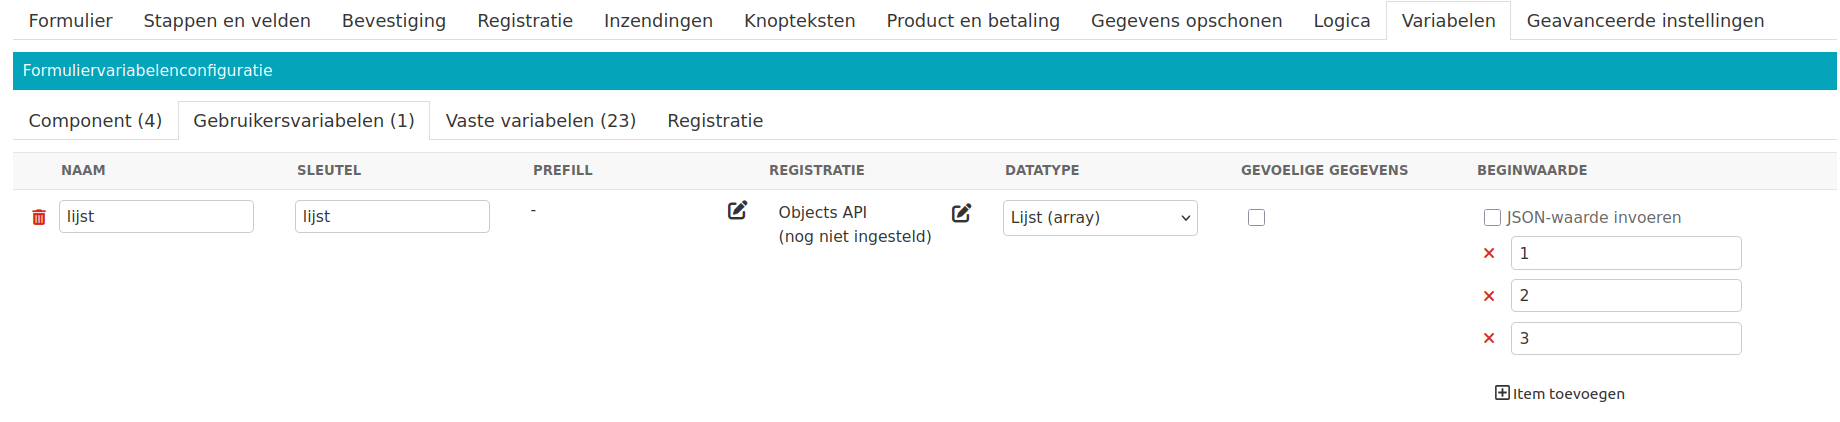 Formulier Stappen en velden Bevestiging Registratie Inzendingen Knopteksten Product en betaling Gegevens opschonen Logica Variabelen Geavanceerde instellingen
Formuliervariabelenconfiguratie
Component (4) Gebruikersvariabelen (1) Vaste variabelen (23) Registratie
NAAM SLEUTEL PREFILL REGISTRATIE DATATYPE GEVOELIGE GEGEVENS BEGINWAARDE
lijst lijst - Objects API Lijst (array) JSON-waarde invoeren
(nog niet ingesteld)
1
2
3
Item toevoegen